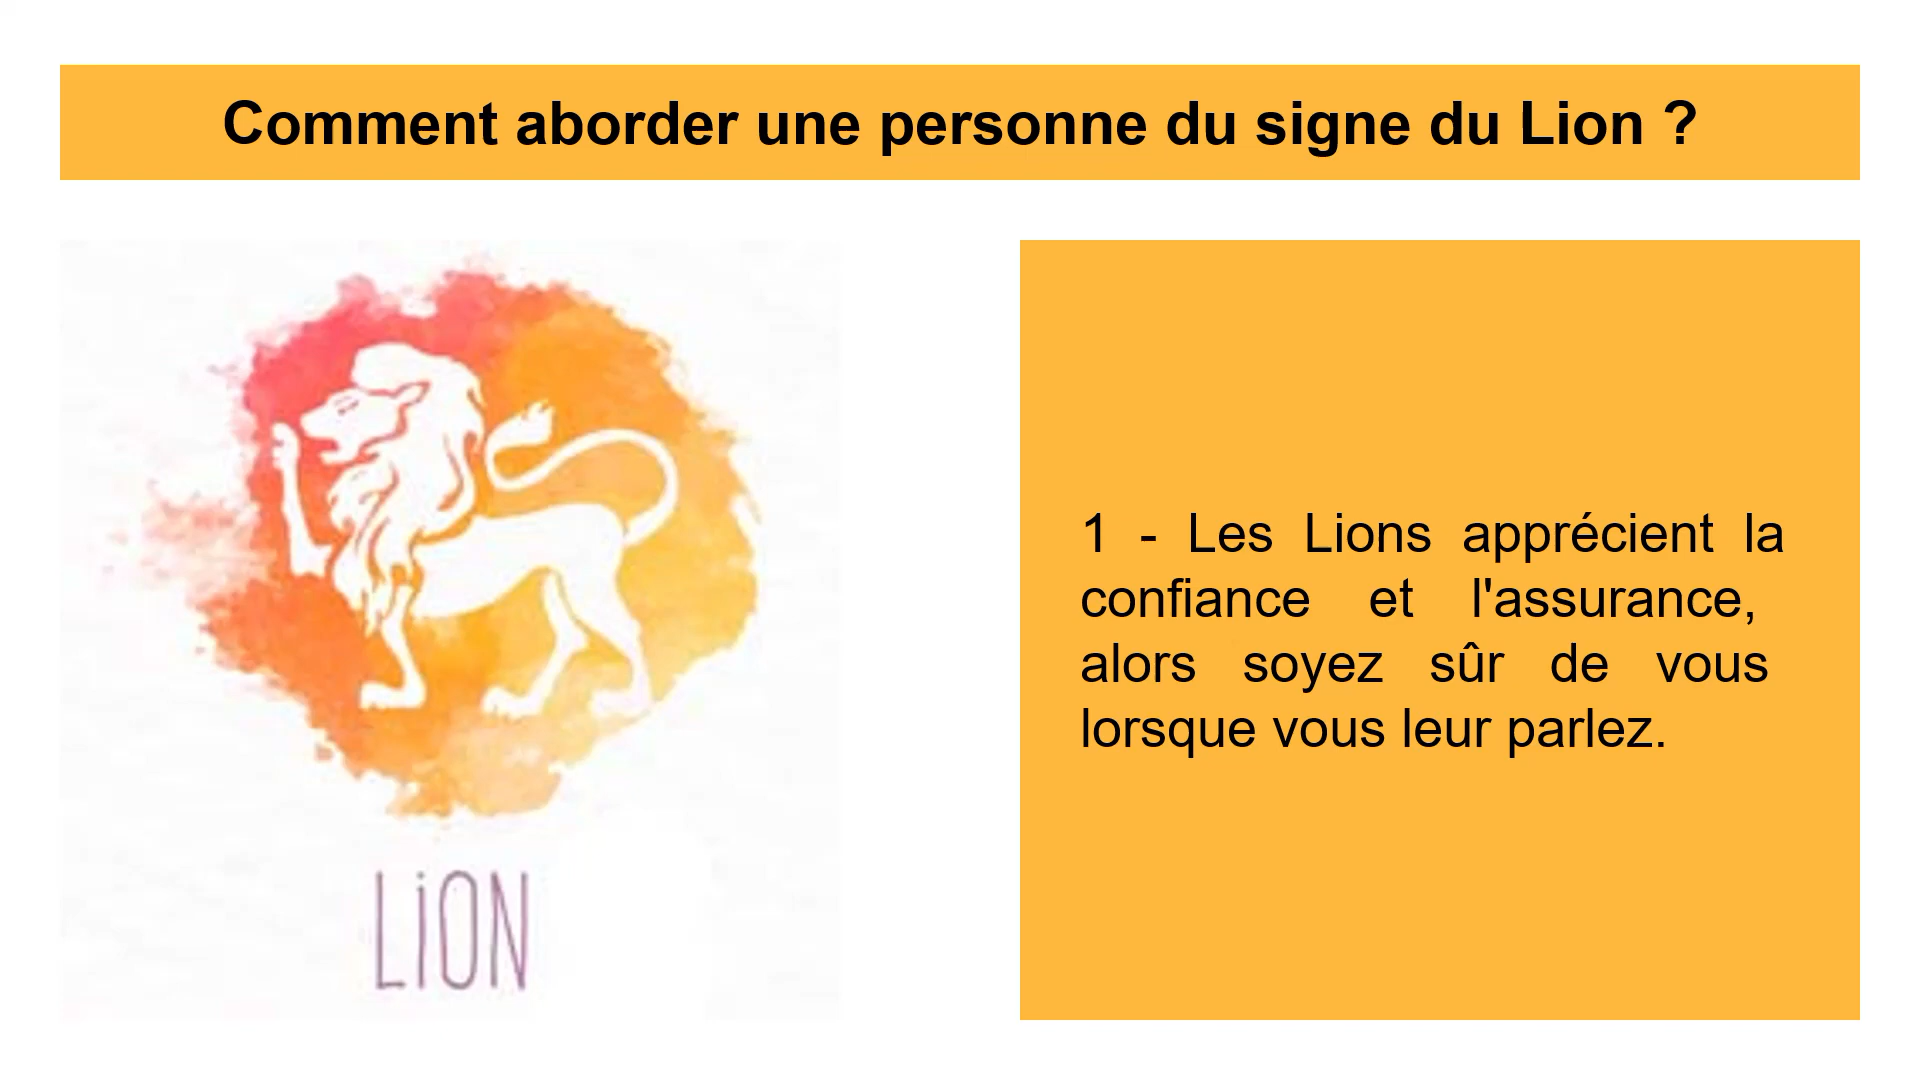 Comment aborder une personne du signe du Lion ?
LiON
1 - Les Lions apprécient la
confiance et l'assurance,
alors soyez sûr de vous
lorsque vous leur parlez.